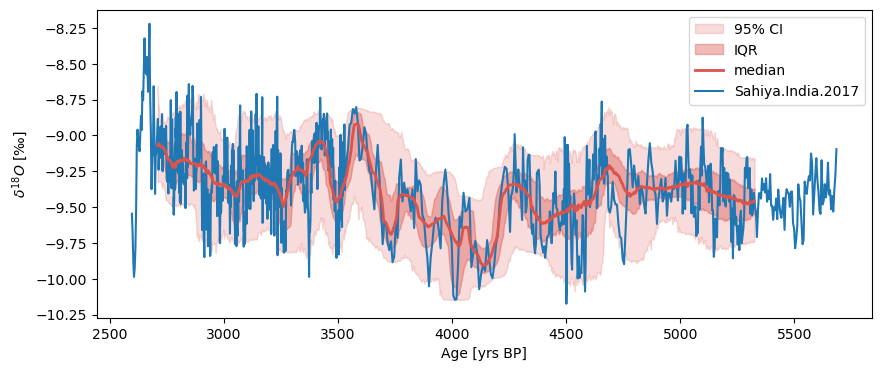 95% CI
IQR
median
Sahiya.India.2017
−8.25
−8.50
−8.75
−9.00
−9.25
−9.50
−9.75
−10.00
−10.25
δ¹⁸O [‰]
2500 3000 3500 4000 4500 5000 5500
Age [yrs BP]